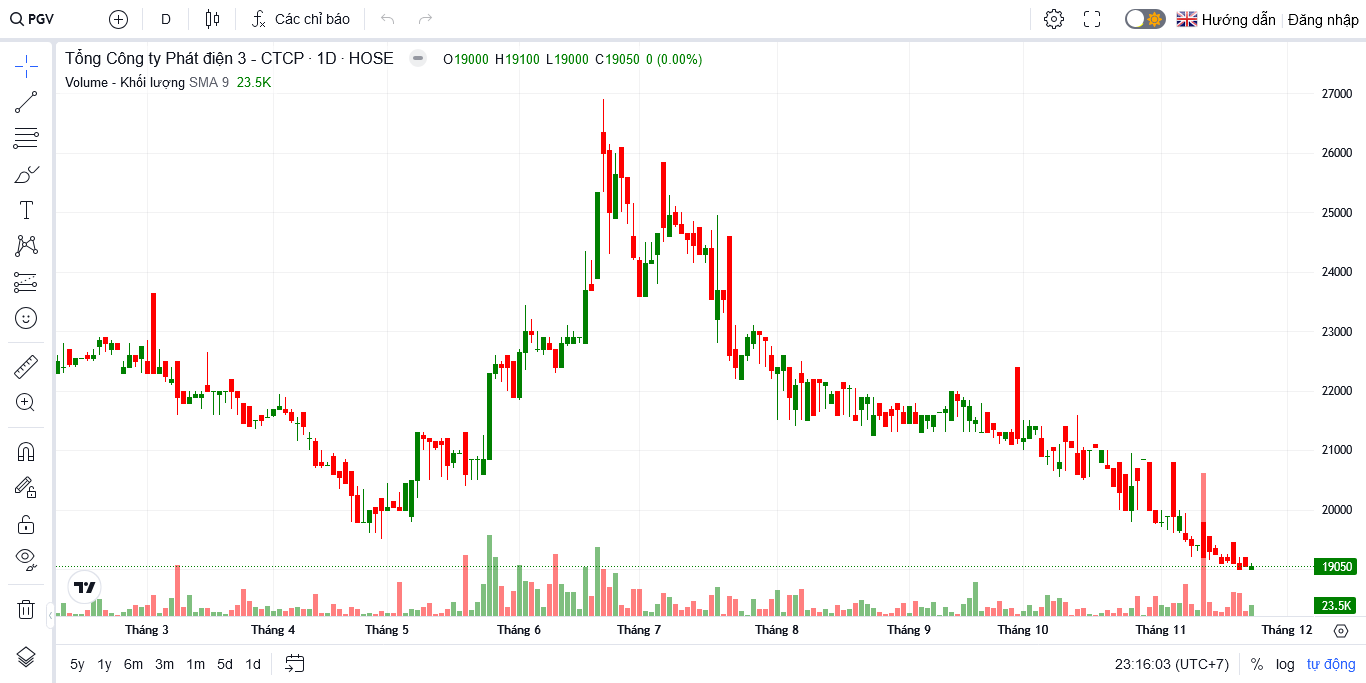 PGV D Các chỉ báo Hướng dẫn Đăng nhập
Tổng Công ty Phát điện 3 - CTCP · 1D · HOSE O19000 H19100 L19000 C19050 0 (0.00%)
Volume - Khối lượng SMA 9 23.5K
27000
26000
25000
24000
23000
22000
21000
20000
19050
23.5K
Tháng 3 Tháng 4 Tháng 5 Tháng 6 Tháng 7 Tháng 8 Tháng 9 Tháng 10 Tháng 11 Tháng 12
5y 1y 6m 3m 1m 5d 1d 23:16:03 (UTC+7) % log tự động